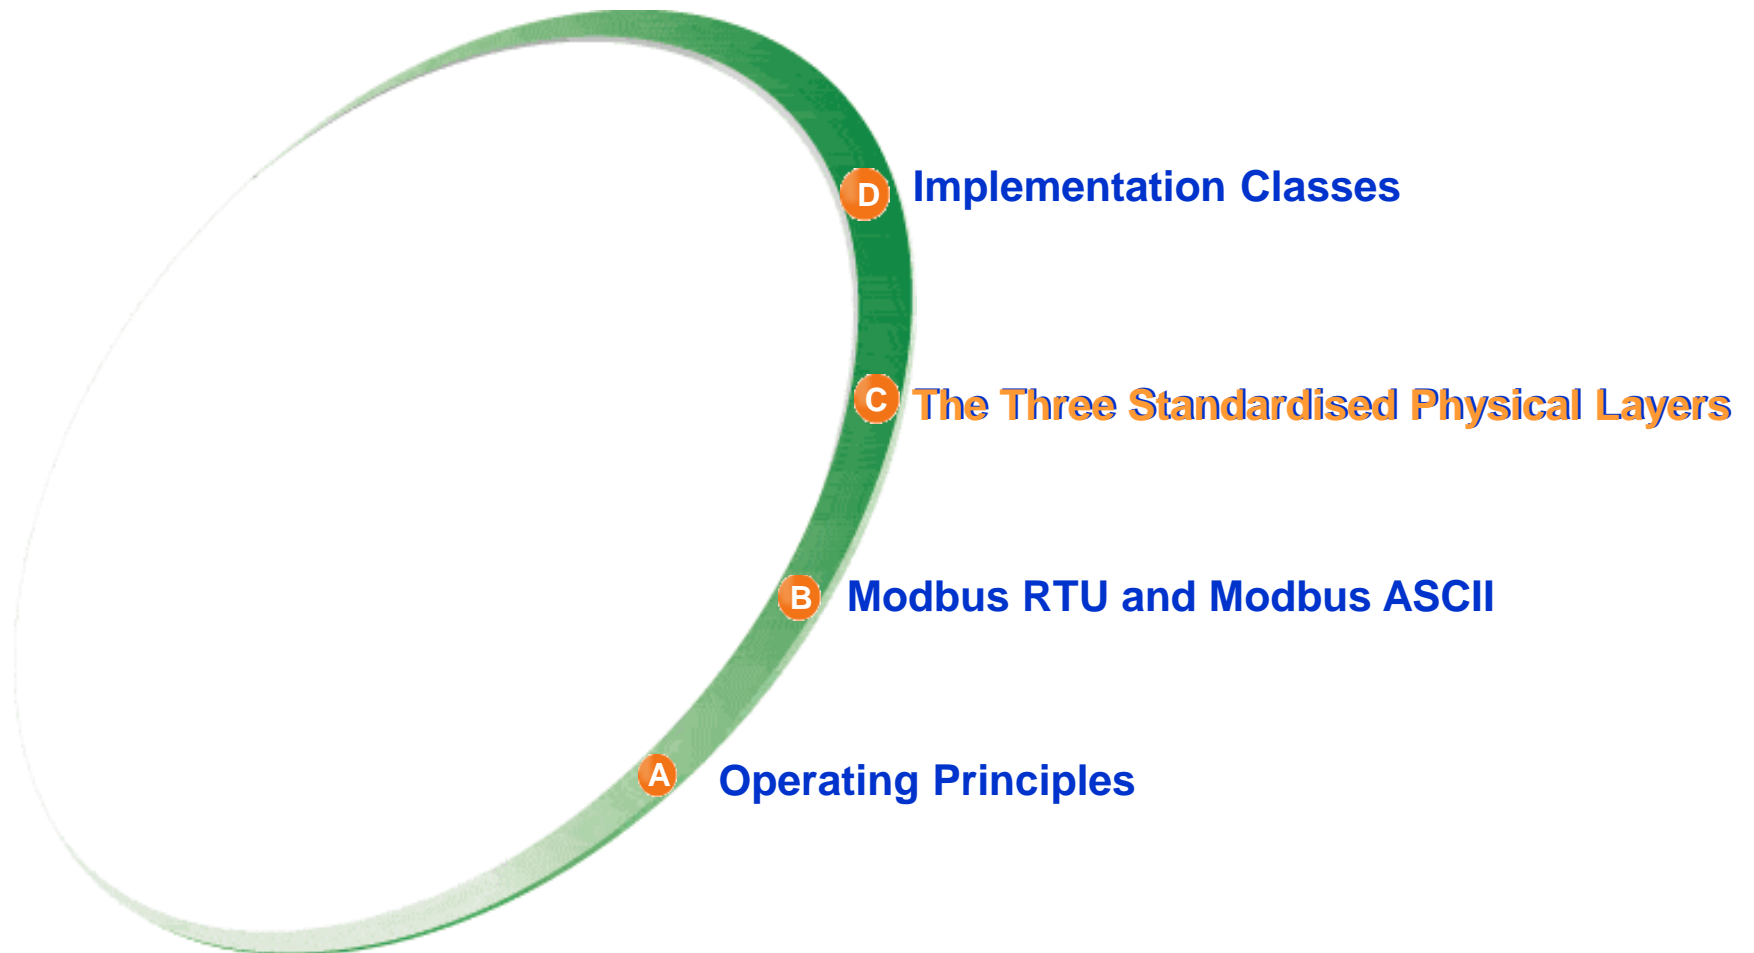 D Implementation Classes
C The Three Standardised Physical Layers
B Modbus RTU and Modbus ASCII
A Operating Principles